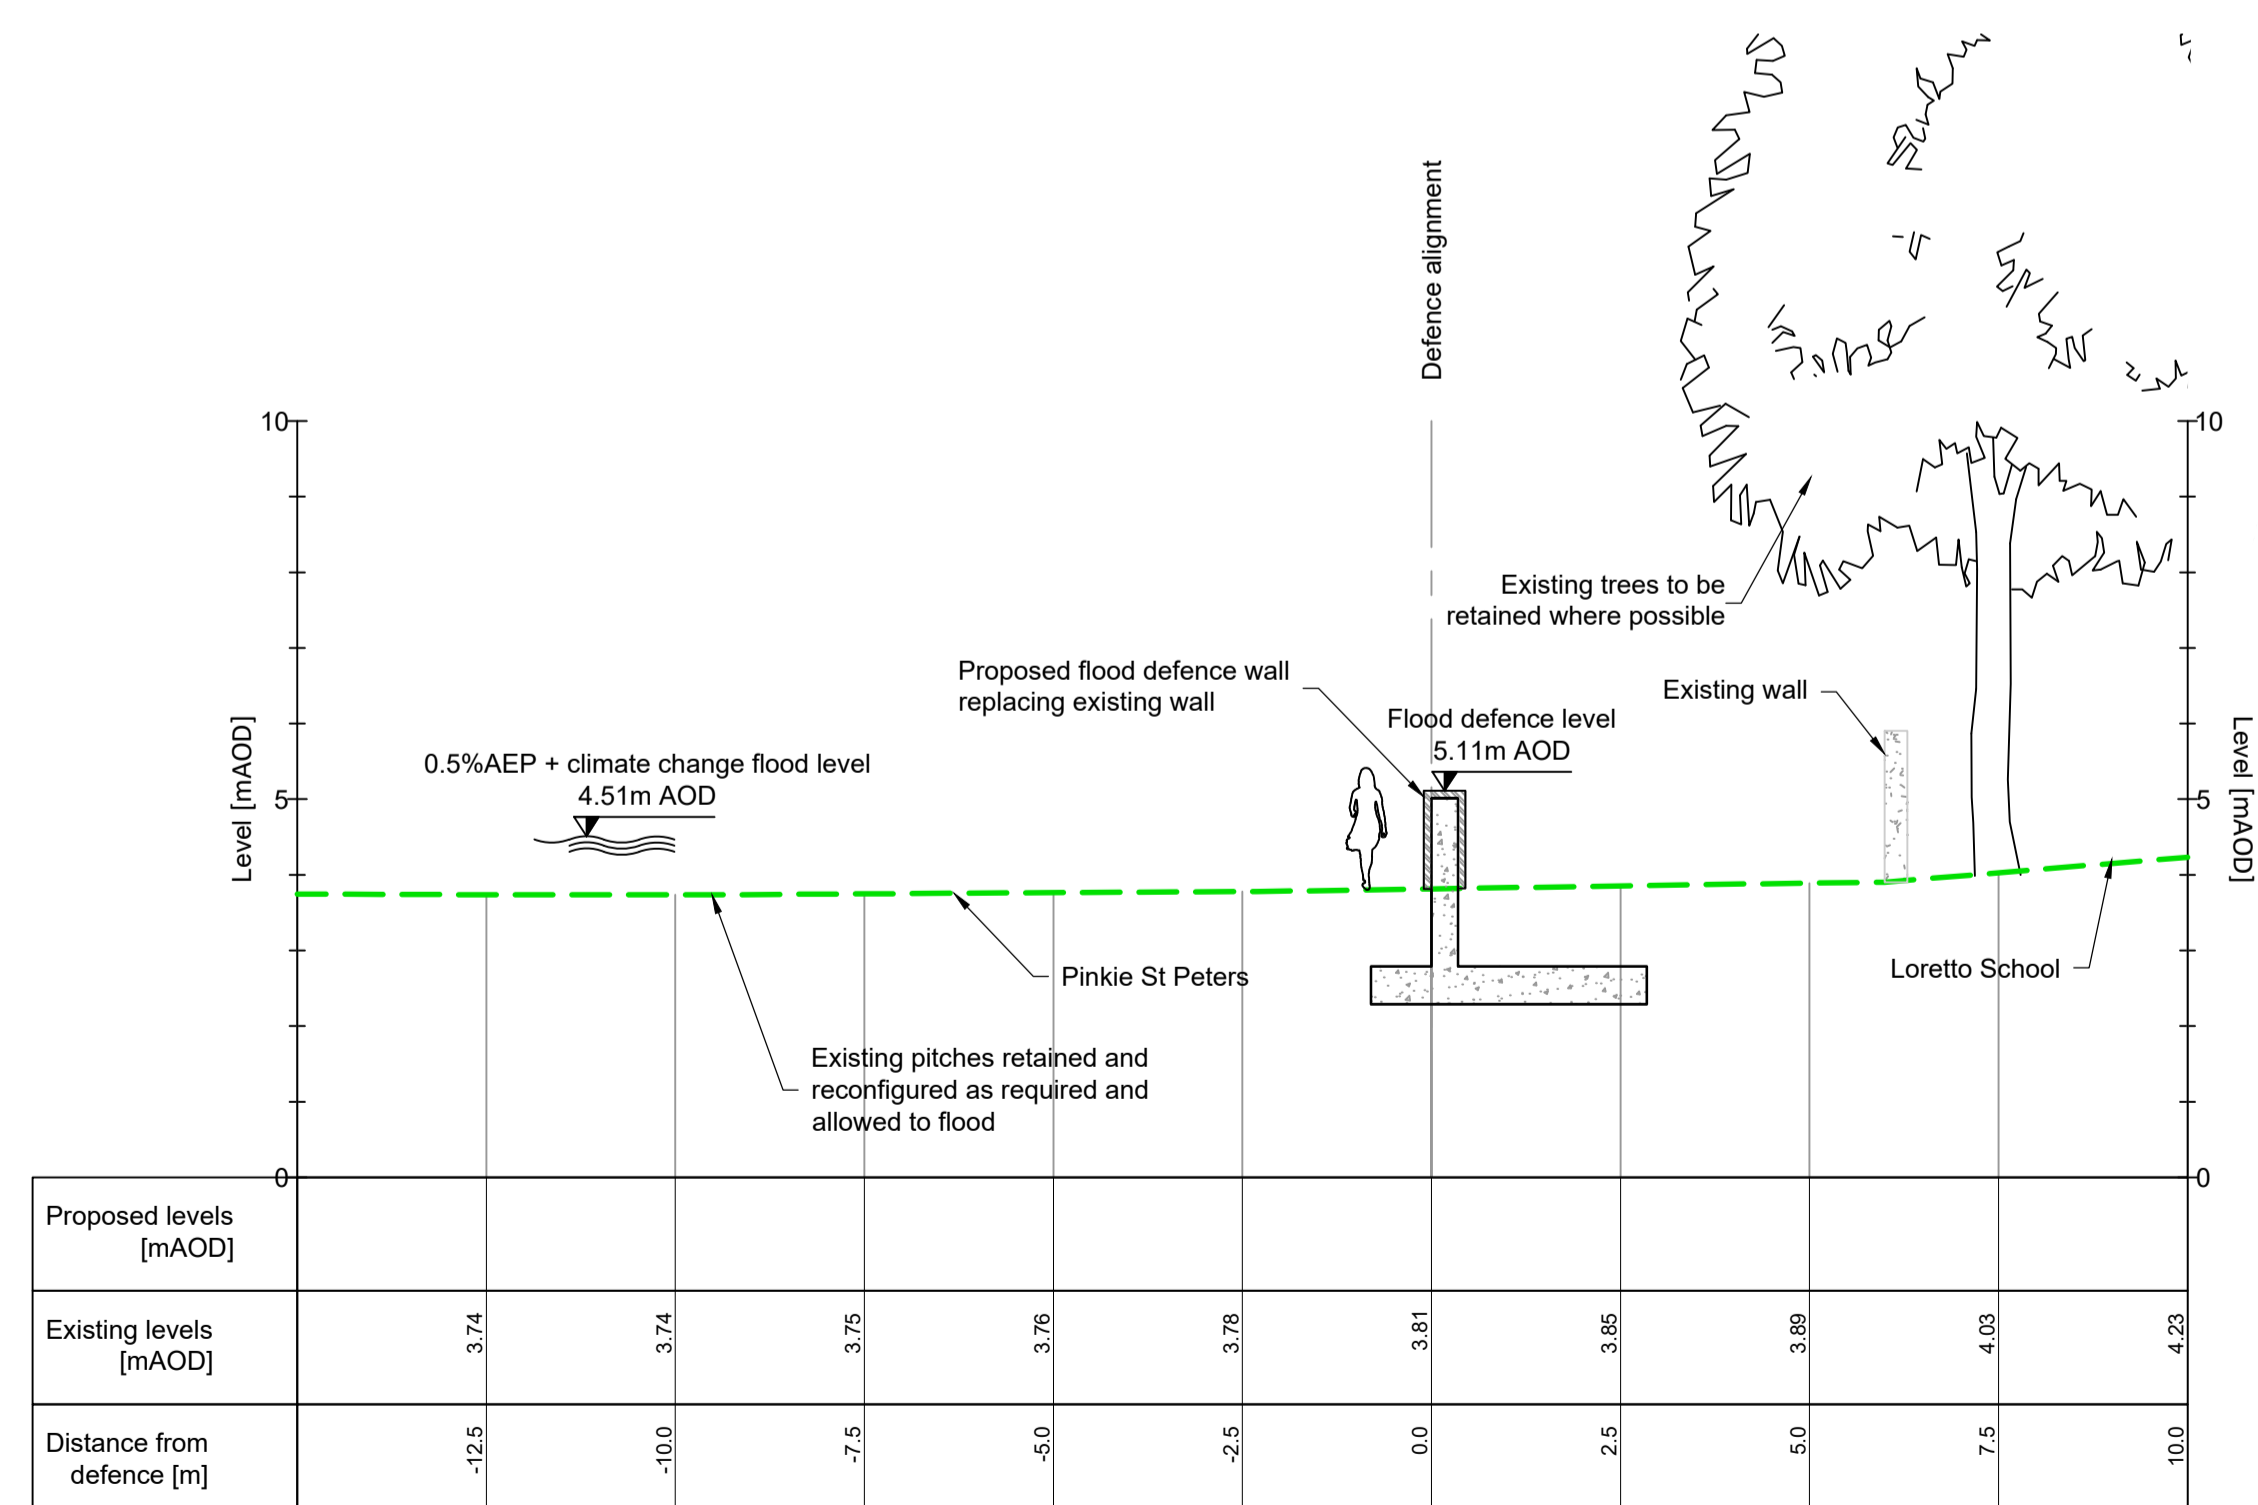 Defence alignment
10
10
Existing trees to be
retained where possible
Proposed flood defence wall
replacing existing wall
Existing wall
Flood defence level
5.11m AOD
0.5%AEP + climate change flood level
4.51m AOD
Level [mAOD]
Level [mAOD]
5
5
Pinkie St Peters
Loretto School
Existing pitches retained and
reconfigured as required and
allowed to flood
0
0
Proposed levels
[mAOD]
Existing levels
[mAOD]
3.74
3.74
3.75
3.76
3.78
3.81
3.85
3.89
4.03
4.23
Distance from
defence [m]
-12.5
-10.0
-7.5
-5.0
-2.5
0.0
2.5
5.0
7.5
10.0